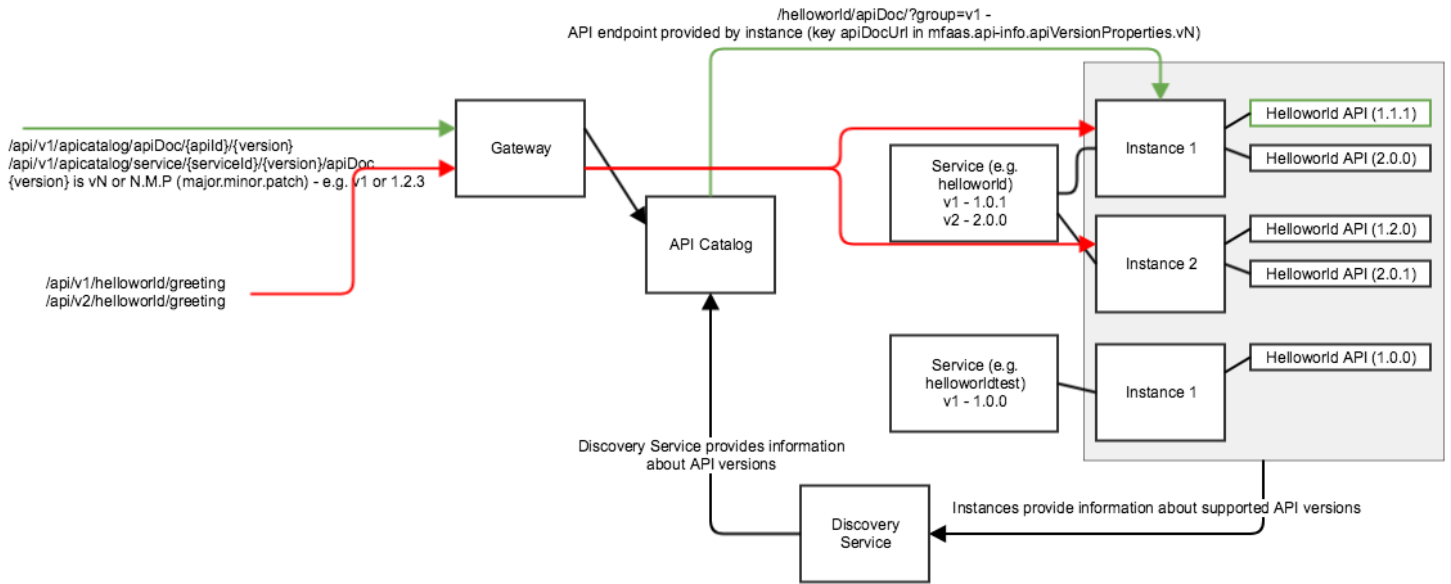 /helloworld/apiDoc/?group=v1 -
API endpoint provided by instance (key apiDocUrl in mfaas.api-info.apiVersionProperties.vN)
/api/v1/apicatalog/apiDoc/{apiId}/{version}
/api/v1/apicatalog/service/{serviceId}/{version}/apiDoc
{version} is vN or N.M.P (major.minor.patch) - e.g. v1 or 1.2.3
Gateway
API Catalog
/api/v1/helloworld/greeting
/api/v2/helloworld/greeting
Service (e.g.
helloworld)
v1 - 1.0.1
v2 - 2.0.0
Instance 1
Helloworld API (1.1.1)
Helloworld API (2.0.0)
Instance 2
Helloworld API (1.2.0)
Helloworld API (2.0.1)
Service (e.g.
helloworldtest)
v1 - 1.0.0
Instance 1
Helloworld API (1.0.0)
Discovery Service provides information
about API versions
Instances provide information about supported API versions
Discovery
Service